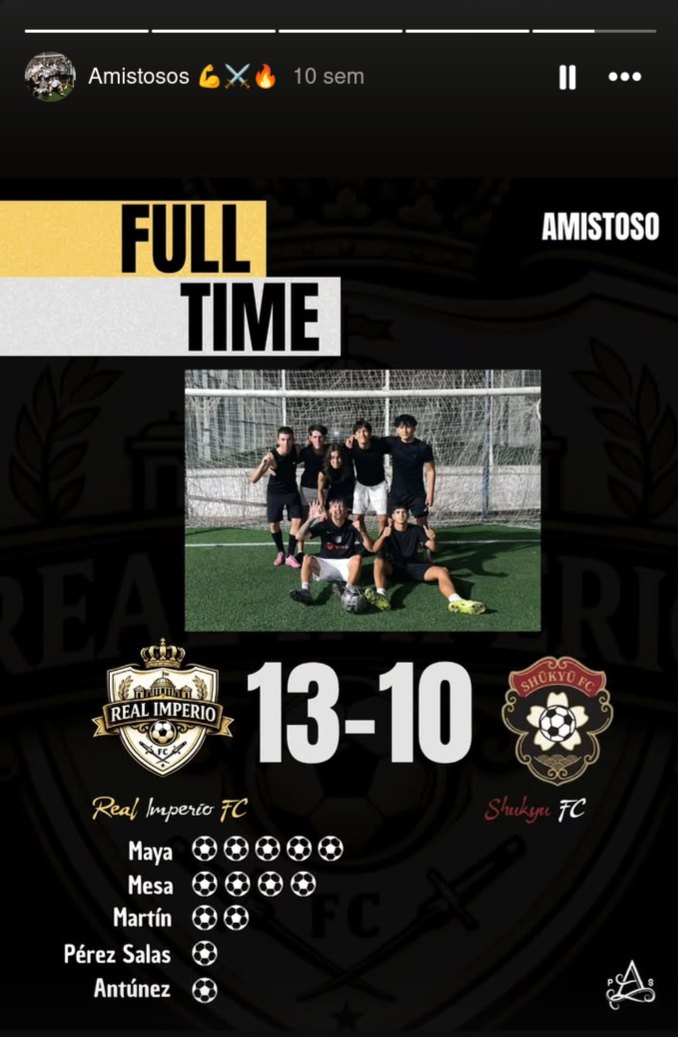 Amistosos 💪⚔️🔥 10 sem
FULL
TIME
AMISTOSO
REAL IMPERIO
FC
13-10
SHŪKYŪ FC
Real Imperio FC
Shukyu FC
Maya
Mesa
Martín
Pérez Salas
Antúnez
P A S